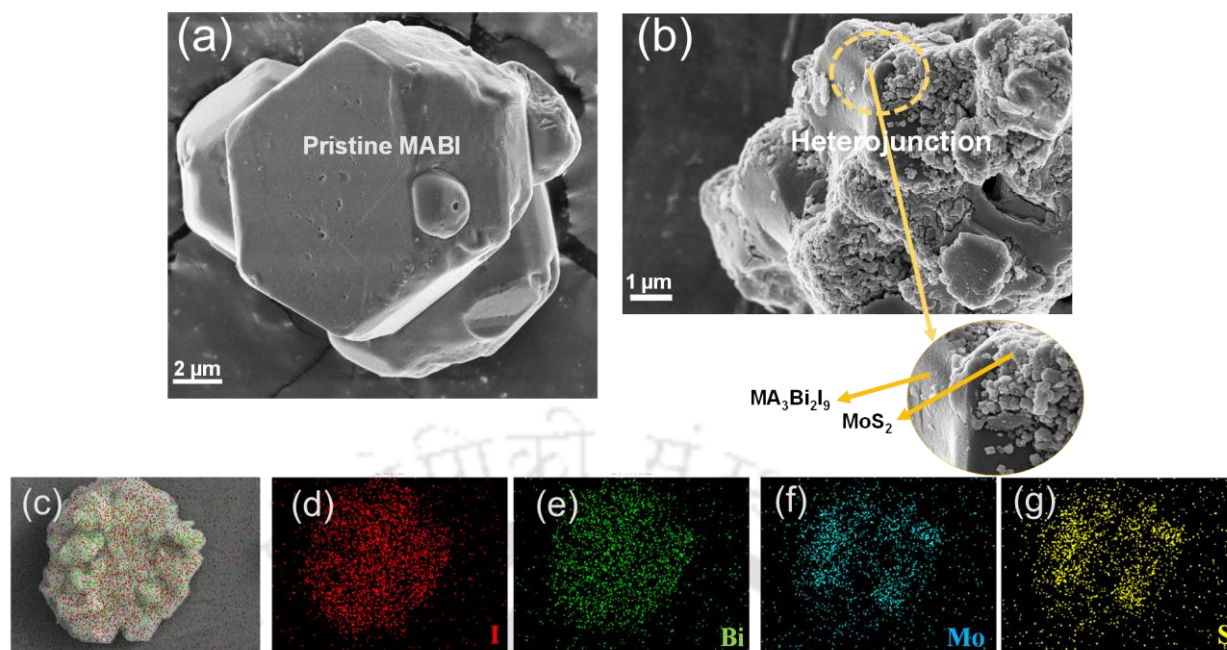 (a)
Pristine MABI
2 µm
(b)
Heterojunction
1 µm
MA₃Bi₂I₉
MoS₂
(c)
(d)
I
(e)
Bi
(f)
Mo
(g)
S